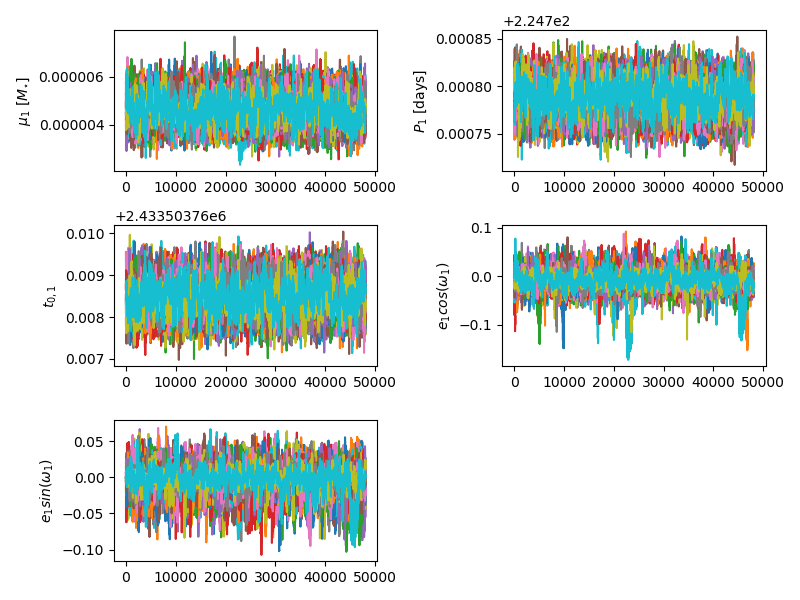 +2.247e2
μ₁ [M⋆]
0.000006
0.000004
0 10000 20000 30000 40000 50000
P₁ [days]
0.00085
0.00080
0.00075
0 10000 20000 30000 40000 50000
+2.43350376e6
t₀,₁
0.010
0.009
0.008
0.007
0 10000 20000 30000 40000 50000
e₁cos(ω₁)
0.1
0.0
−0.1
0 10000 20000 30000 40000 50000
e₁sin(ω₁)
0.05
0.00
−0.05
−0.10
0 10000 20000 30000 40000 50000